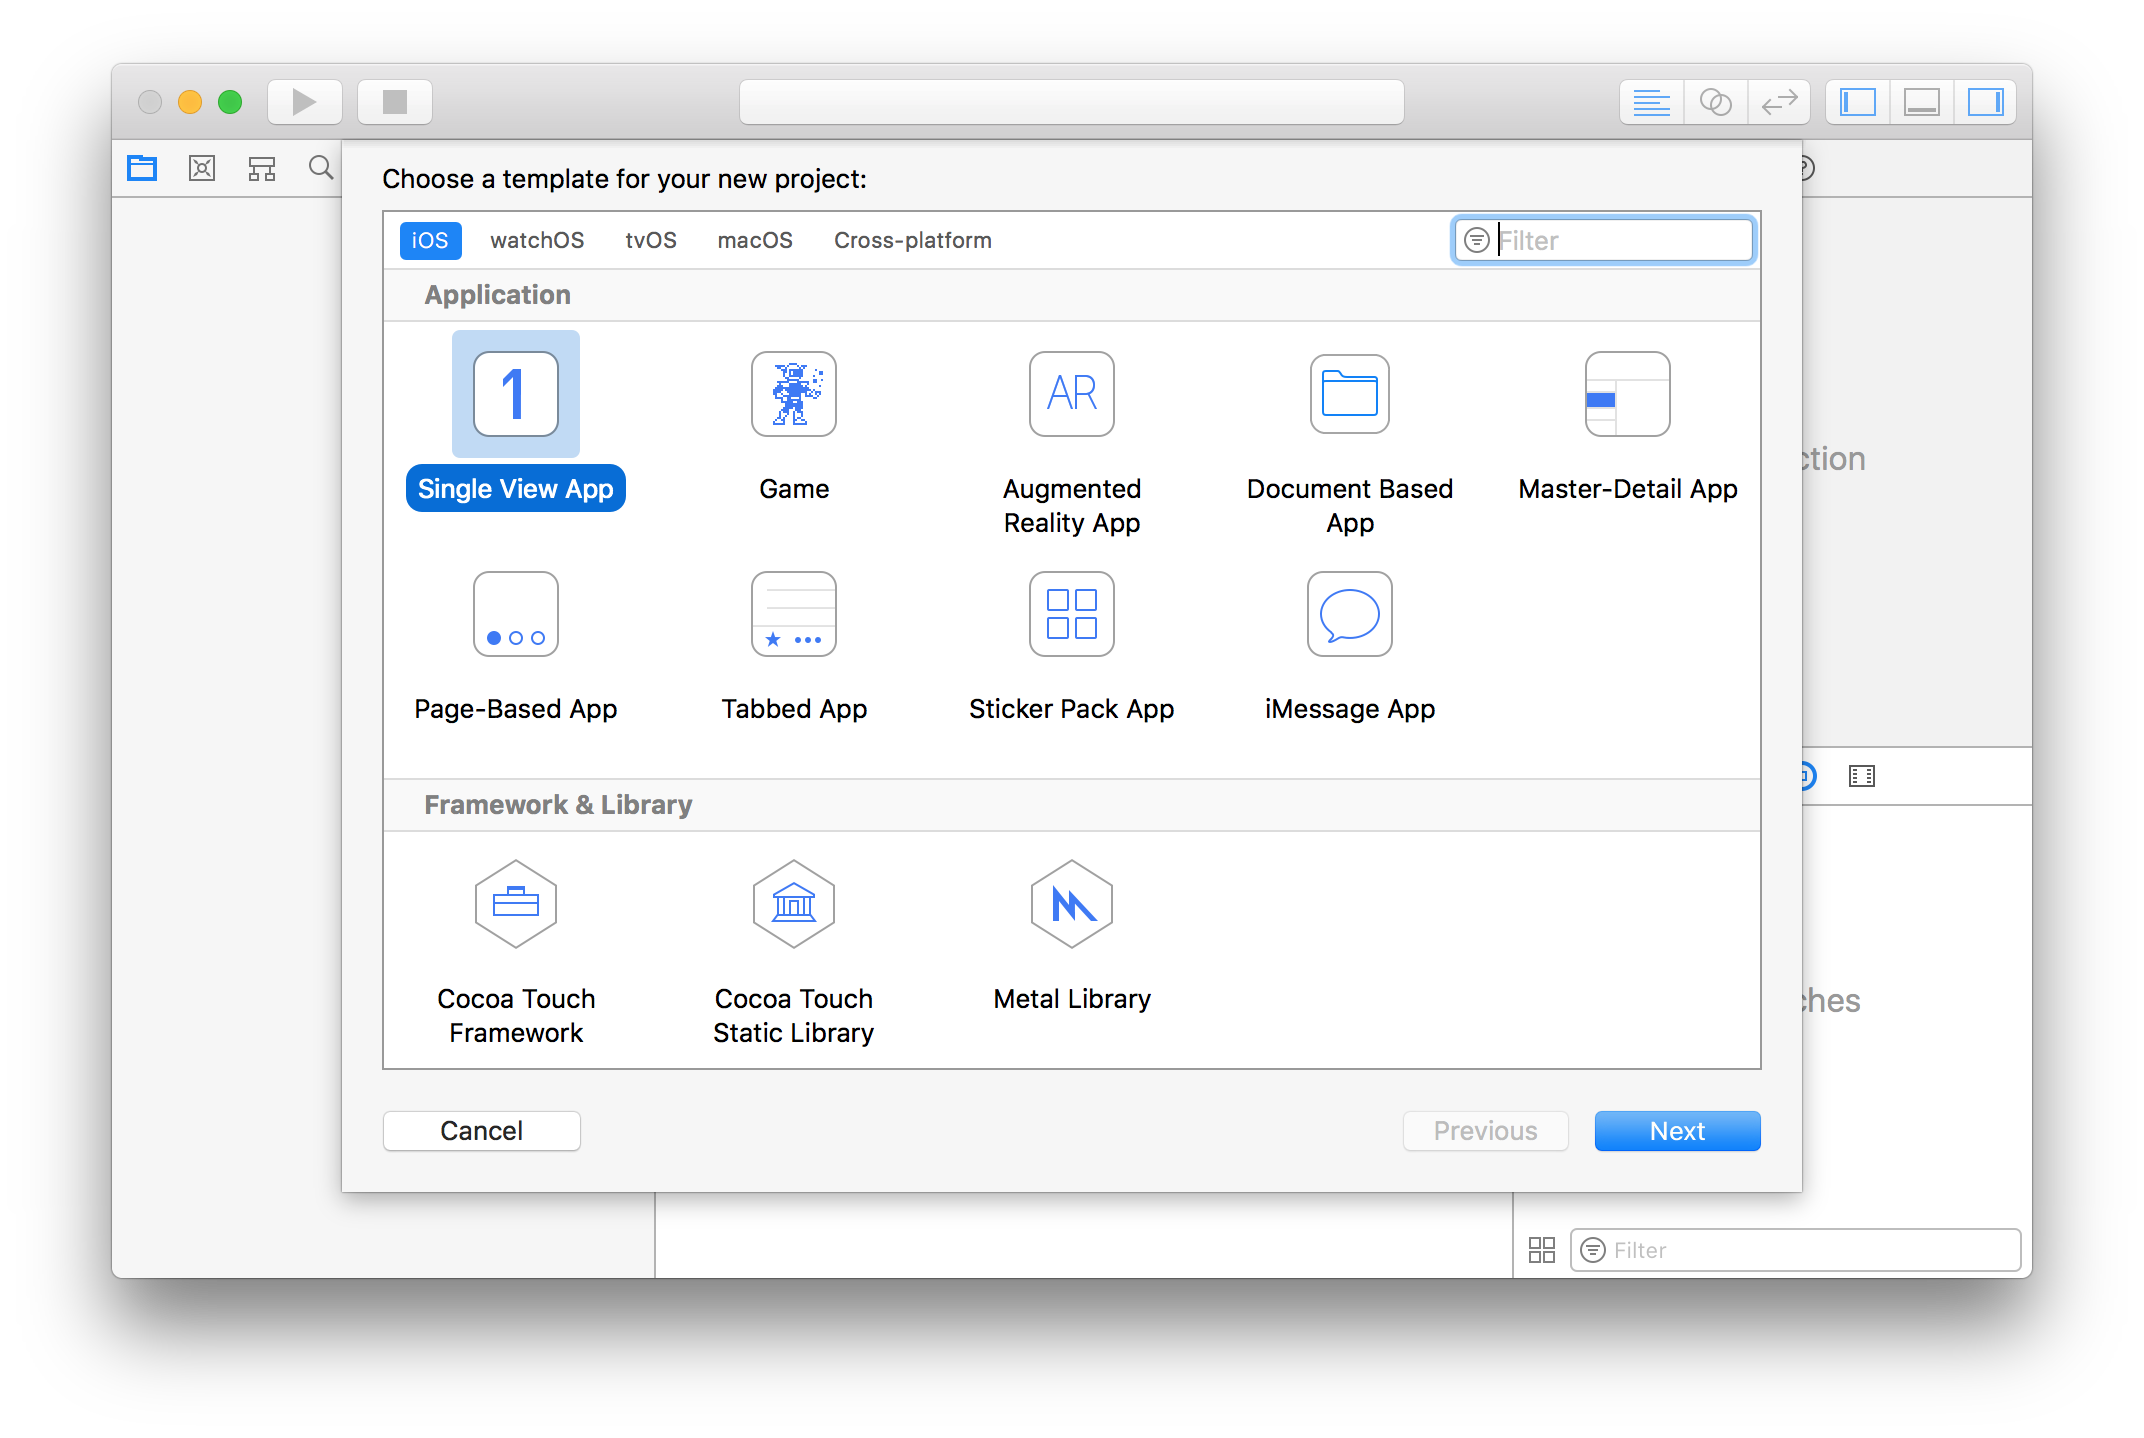 Choose a template for your new project:
iOS watchOS tvOS macOS Cross-platform Filter
Application
1
AR
Single View App Game Augmented Reality App Document Based App Master-Detail App
Page-Based App Tabbed App Sticker Pack App iMessage App
Framework & Library
Cocoa Touch Framework Cocoa Touch Static Library Metal Library
Cancel Previous Next
Filter